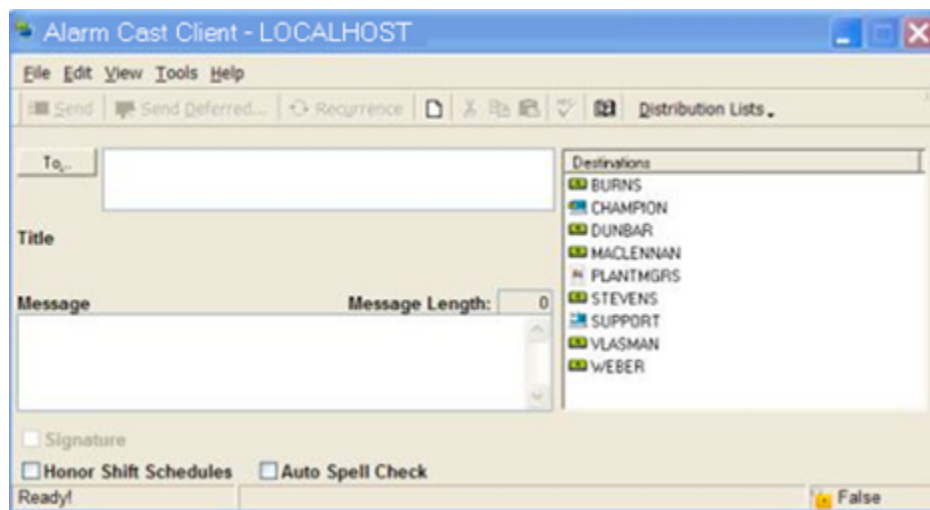 Alarm Cast Client - LOCALHOST
File Edit View Tools Help
Send Send Deferred... Recurrence Distribution Lists
To...
Destinations
BURNS
CHAMPION
DUNBAR
MACLENNAN
PLANTMGRS
STEVENS
SUPPORT
VLASMAN
WEBER
Title
Message Message Length: 0
Signature
Honor Shift Schedules Auto Spell Check
Ready! False